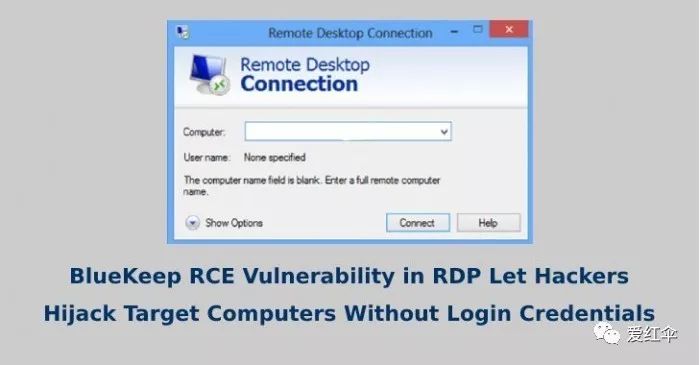 Remote Desktop Connection
Remote Desktop
Connection
Computer:
User name: None specified
The computer name field is blank. Enter a full remote computer
name.
Show Options
Connect
Help
BlueKeep RCE Vulnerability in RDP Let Hackers
Hijack Target Computers Without Login Credentials
爱红伞